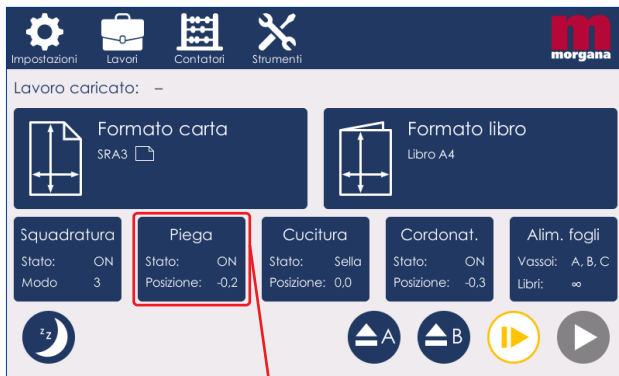 Impostazioni Lavori Contatori Strumenti
morgana
Lavoro caricato: –
Formato carta
SRA3
Formato libro
Libro A4
Squadratura
Stato: ON
Modo 3
Piega
Stato: ON
Posizione: -0,2
Cucitura
Stato: Sella
Posizione: 0,0
Cordonat.
Stato: ON
Posizione: -0,3
Alim. fogli
Vassoi: A, B, C
Libri: ∞
zz
A
B